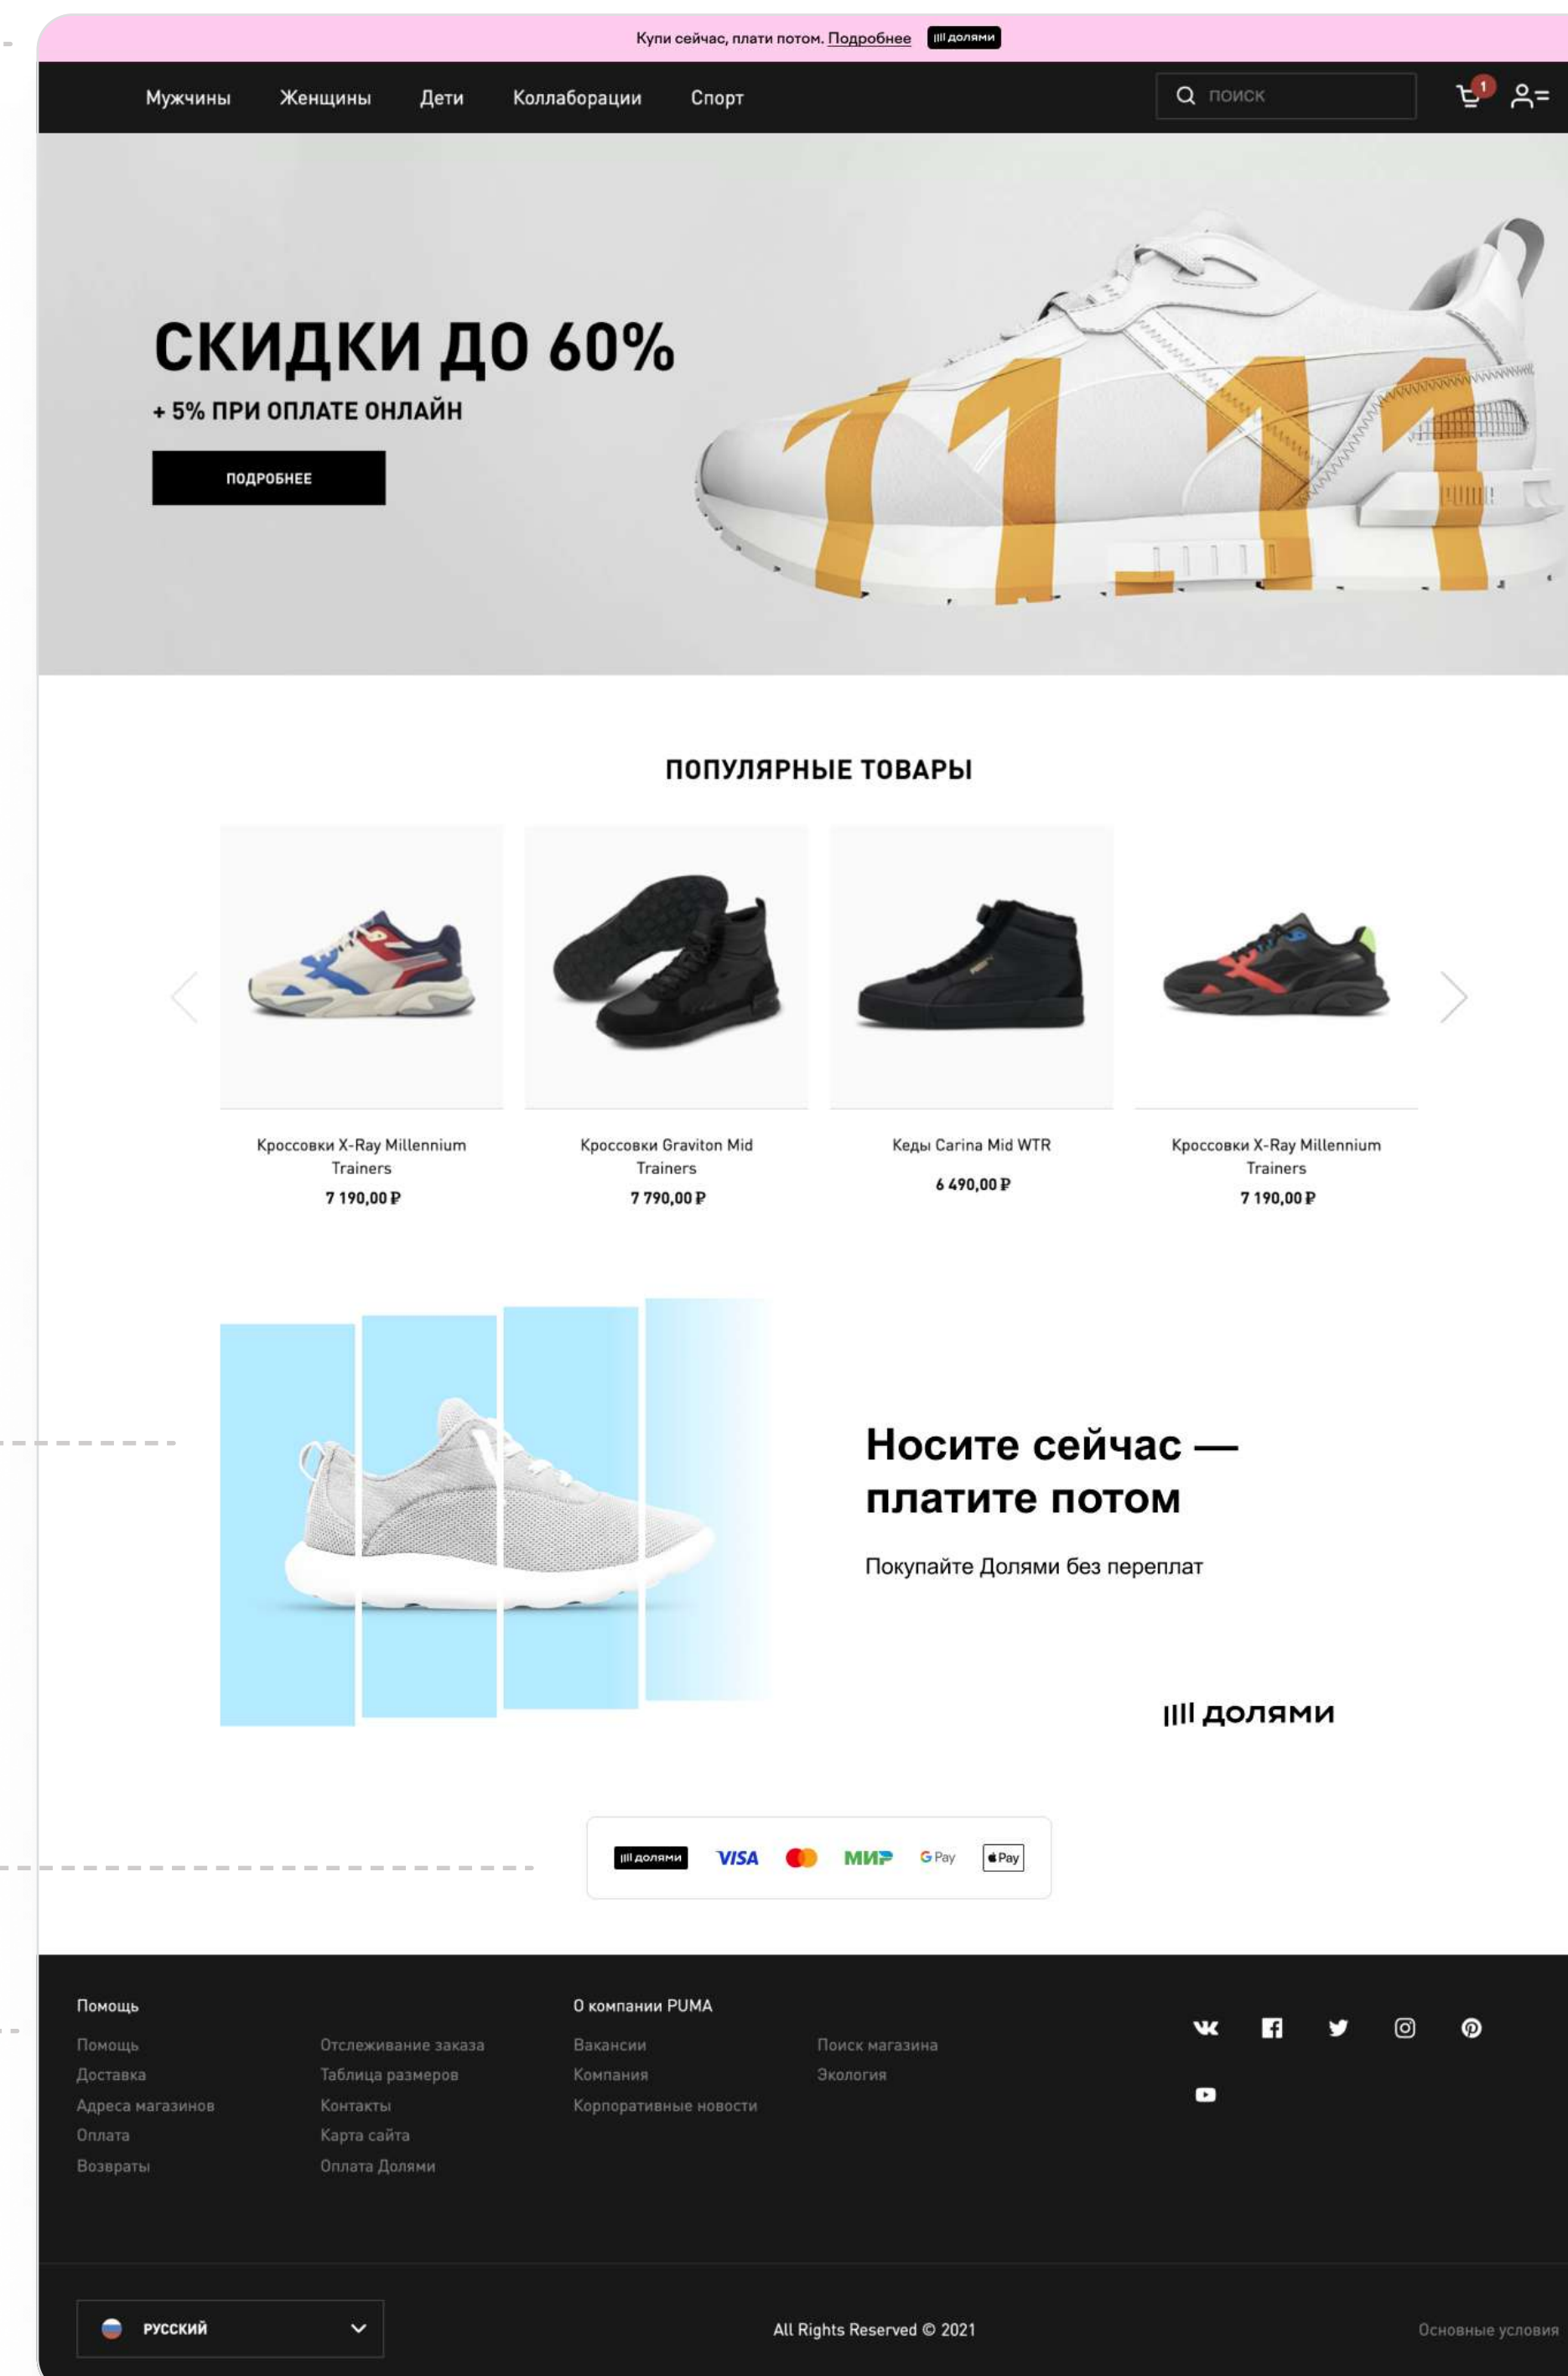 Купи сейчас, плати потом. Подробнее долями
Мужчины Женщины Дети Коллаборации Спорт ПОИСК 1
СКИДКИ ДО 60%
+ 5% ПРИ ОПЛАТЕ ОНЛАЙН
ПОДРОБНЕЕ
11.11
ПОПУЛЯРНЫЕ ТОВАРЫ
Кроссовки X-Ray Millennium
Trainers
7 190,00 ₽
Кроссовки Graviton Mid
Trainers
7 790,00 ₽
Кеды Carina Mid WTR
6 490,00 ₽
Кроссовки X-Ray Millennium
Trainers
7 190,00 ₽
Носите сейчас —
платите потом
Покупайте Долями без переплат
долями
долями VISA МИР G Pay Pay
Помощь
Помощь
Доставка
Адреса магазинов
Оплата
Возвраты
Отслеживание заказа
Таблица размеров
Контакты
Карта сайта
Оплата Долями
О компании PUMA
Вакансии
Компания
Корпоративные новости
Поиск магазина
Экология
РУССКИЙ
All Rights Reserved © 2021
Основные условия